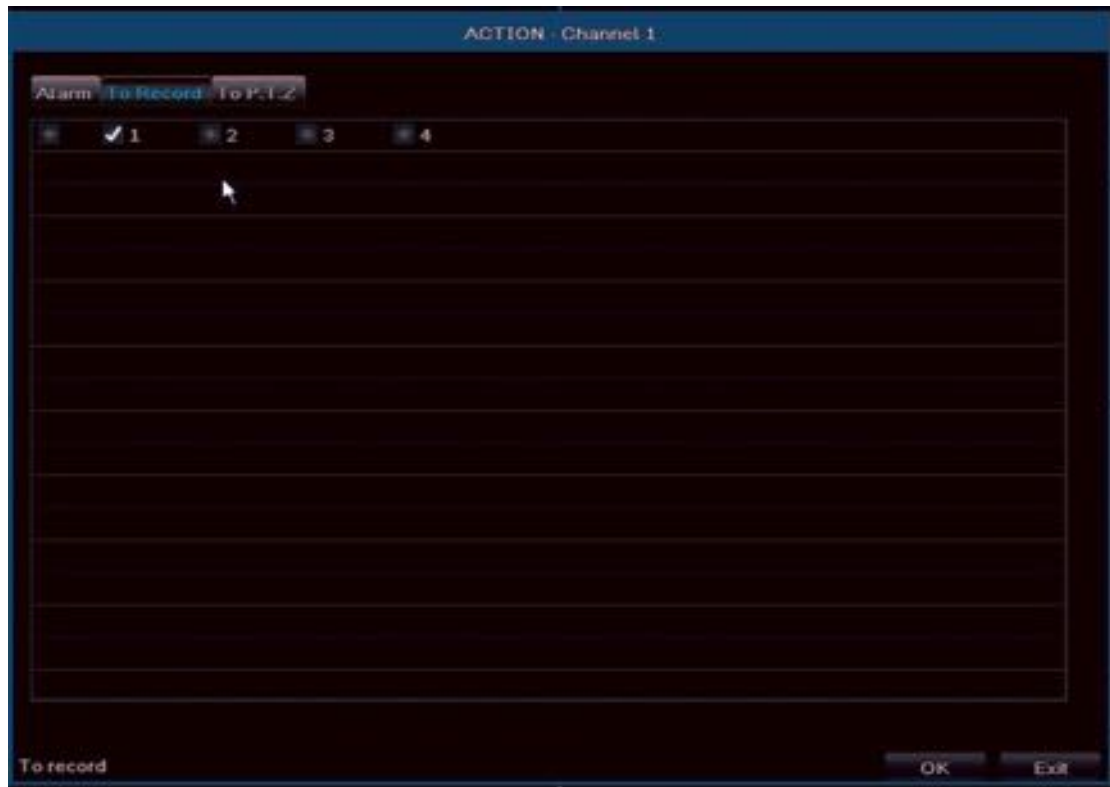 ACTION - Channel 1
Alarm To Record To P.T.Z
1 2 3 4
To record OK Exit